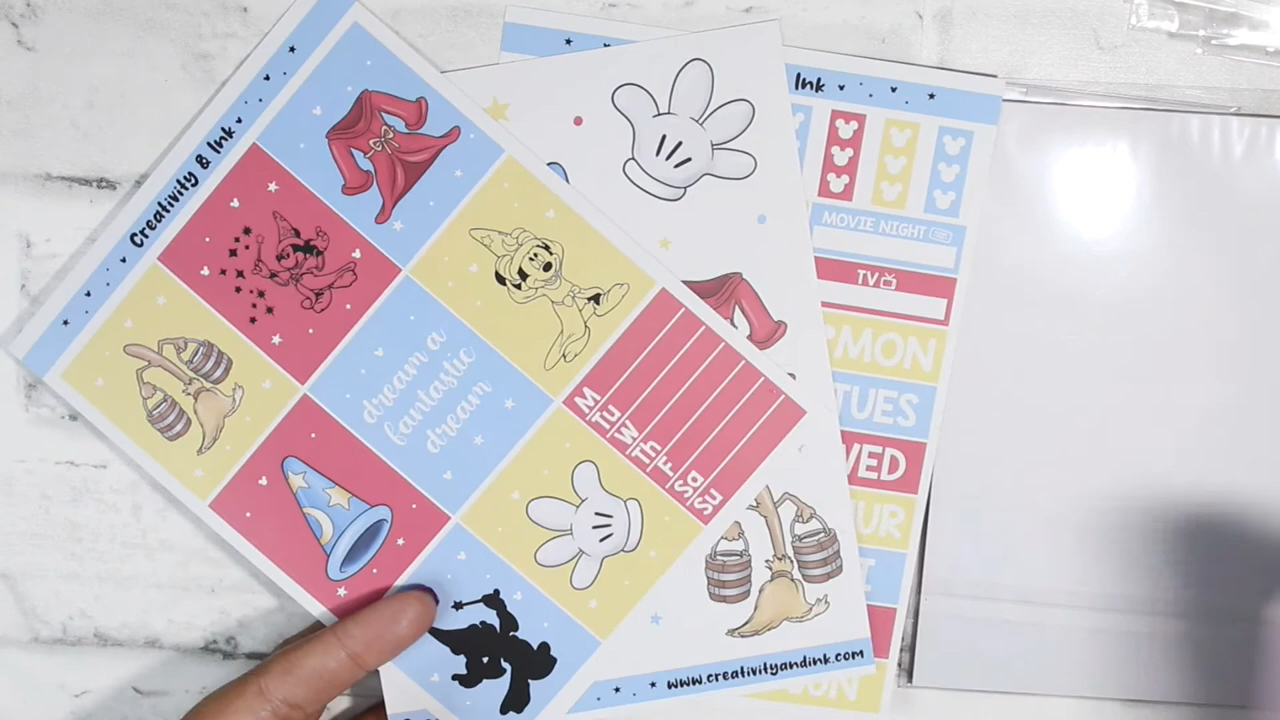 Creativity & Ink
dream a
fantastic
dream
M
Tu
W
Th
F
Sa
Su
www.creativityandink.com
Ink
MOVIE NIGHT
TV
MON
TUES
WED